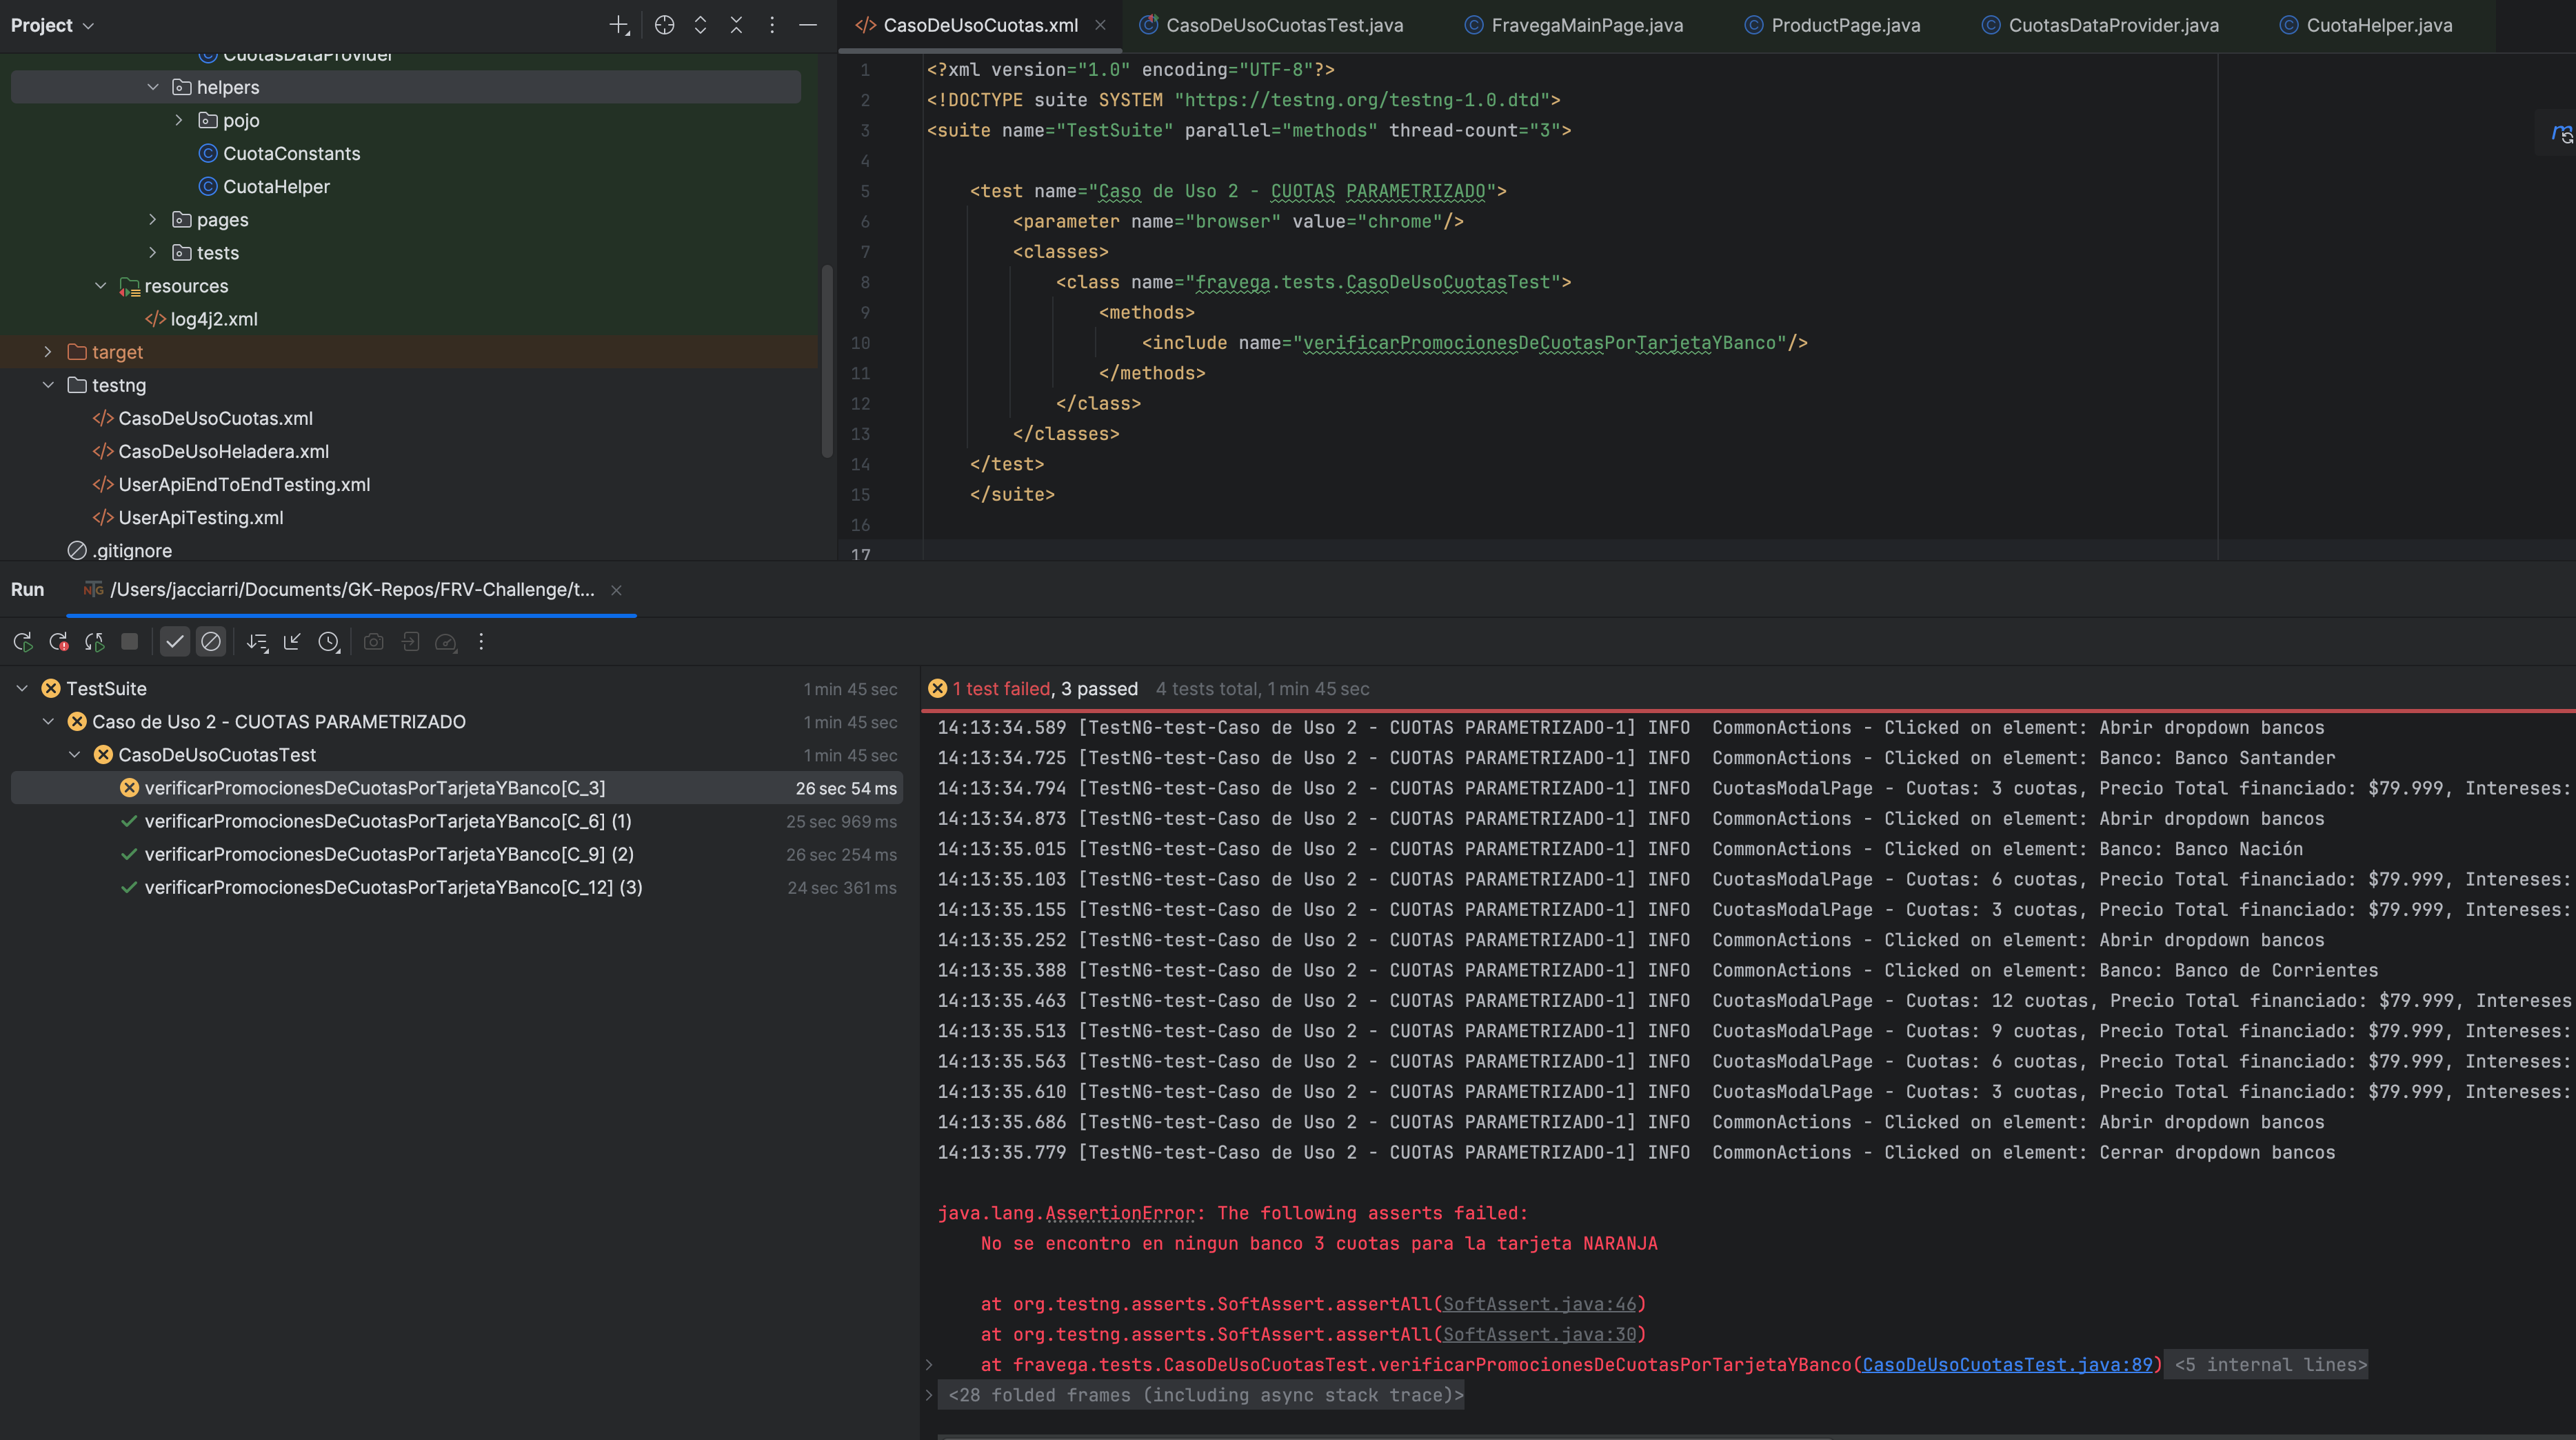 Project
CuotasDataProvider
helpers
pojo
CuotaConstants
CuotaHelper
pages
tests
resources
log4j2.xml
target
testng
CasoDeUsoCuotas.xml
CasoDeUsoHeladera.xml
UserApiEndToEndTesting.xml
UserApiTesting.xml
.gitignore
CasoDeUsoCuotas.xml
CasoDeUsoCuotasTest.java
FravegaMainPage.java
ProductPage.java
CuotasDataProvider.java
CuotaHelper.java
1 <?xml version="1.0" encoding="UTF-8"?>
2 <!DOCTYPE suite SYSTEM "https://testng.org/testng-1.0.dtd">
3 <suite name="TestSuite" parallel="methods" thread-count="3">
4
5 <test name="Caso de Uso 2 - CUOTAS PARAMETRIZADO">
6 <parameter name="browser" value="chrome"/>
7 <classes>
8 <class name="fravega.tests.CasoDeUsoCuotasTest">
9 <methods>
10 <include name="verificarPromocionesDeCuotasPorTarjetaYBanco"/>
11 </methods>
12 </class>
13 </classes>
14 </test>
15 </suite>
16
17
Run
/Users/jacciarri/Documents/GK-Repos/FRV-Challenge/t...
TestSuite 1 min 45 sec
Caso de Uso 2 - CUOTAS PARAMETRIZADO 1 min 45 sec
CasoDeUsoCuotasTest 1 min 45 sec
verificarPromocionesDeCuotasPorTarjetaYBanco[C_3] 26 sec 54 ms
verificarPromocionesDeCuotasPorTarjetaYBanco[C_6] (1) 25 sec 969 ms
verificarPromocionesDeCuotasPorTarjetaYBanco[C_9] (2) 26 sec 254 ms
verificarPromocionesDeCuotasPorTarjetaYBanco[C_12] (3) 24 sec 361 ms
1 test failed, 3 passed 4 tests total, 1 min 45 sec
14:13:34.589 [TestNG-test-Caso de Uso 2 - CUOTAS PARAMETRIZADO-1] INFO CommonActions - Clicked on element: Abrir dropdown bancos
14:13:34.725 [TestNG-test-Caso de Uso 2 - CUOTAS PARAMETRIZADO-1] INFO CommonActions - Clicked on element: Banco: Banco Santander
14:13:34.794 [TestNG-test-Caso de Uso 2 - CUOTAS PARAMETRIZADO-1] INFO CuotasModalPage - Cuotas: 3 cuotas, Precio Total financiado: $79.999, Intereses:
14:13:34.873 [TestNG-test-Caso de Uso 2 - CUOTAS PARAMETRIZADO-1] INFO CommonActions - Clicked on element: Abrir dropdown bancos
14:13:35.015 [TestNG-test-Caso de Uso 2 - CUOTAS PARAMETRIZADO-1] INFO CommonActions - Clicked on element: Banco: Banco Nación
14:13:35.103 [TestNG-test-Caso de Uso 2 - CUOTAS PARAMETRIZADO-1] INFO CuotasModalPage - Cuotas: 6 cuotas, Precio Total financiado: $79.999, Intereses:
14:13:35.155 [TestNG-test-Caso de Uso 2 - CUOTAS PARAMETRIZADO-1] INFO CuotasModalPage - Cuotas: 3 cuotas, Precio Total financiado: $79.999, Intereses:
14:13:35.252 [TestNG-test-Caso de Uso 2 - CUOTAS PARAMETRIZADO-1] INFO CommonActions - Clicked on element: Abrir dropdown bancos
14:13:35.388 [TestNG-test-Caso de Uso 2 - CUOTAS PARAMETRIZADO-1] INFO CommonActions - Clicked on element: Banco: Banco de Corrientes
14:13:35.463 [TestNG-test-Caso de Uso 2 - CUOTAS PARAMETRIZADO-1] INFO CuotasModalPage - Cuotas: 12 cuotas, Precio Total financiado: $79.999, Intereses
14:13:35.513 [TestNG-test-Caso de Uso 2 - CUOTAS PARAMETRIZADO-1] INFO CuotasModalPage - Cuotas: 9 cuotas, Precio Total financiado: $79.999, Intereses:
14:13:35.563 [TestNG-test-Caso de Uso 2 - CUOTAS PARAMETRIZADO-1] INFO CuotasModalPage - Cuotas: 6 cuotas, Precio Total financiado: $79.999, Intereses:
14:13:35.610 [TestNG-test-Caso de Uso 2 - CUOTAS PARAMETRIZADO-1] INFO CuotasModalPage - Cuotas: 3 cuotas, Precio Total financiado: $79.999, Intereses:
14:13:35.686 [TestNG-test-Caso de Uso 2 - CUOTAS PARAMETRIZADO-1] INFO CommonActions - Clicked on element: Abrir dropdown bancos
14:13:35.779 [TestNG-test-Caso de Uso 2 - CUOTAS PARAMETRIZADO-1] INFO CommonActions - Clicked on element: Cerrar dropdown bancos
java.lang.AssertionError: The following asserts failed:
No se encontro en ningun banco 3 cuotas para la tarjeta NARANJA
at org.testng.asserts.SoftAssert.assertAll(SoftAssert.java:46)
at org.testng.asserts.SoftAssert.assertAll(SoftAssert.java:30)
at fravega.tests.CasoDeUsoCuotasTest.verificarPromocionesDeCuotasPorTarjetaYBanco(CasoDeUsoCuotasTest.java:89) <5 internal lines>
<28 folded frames (including async stack trace)>